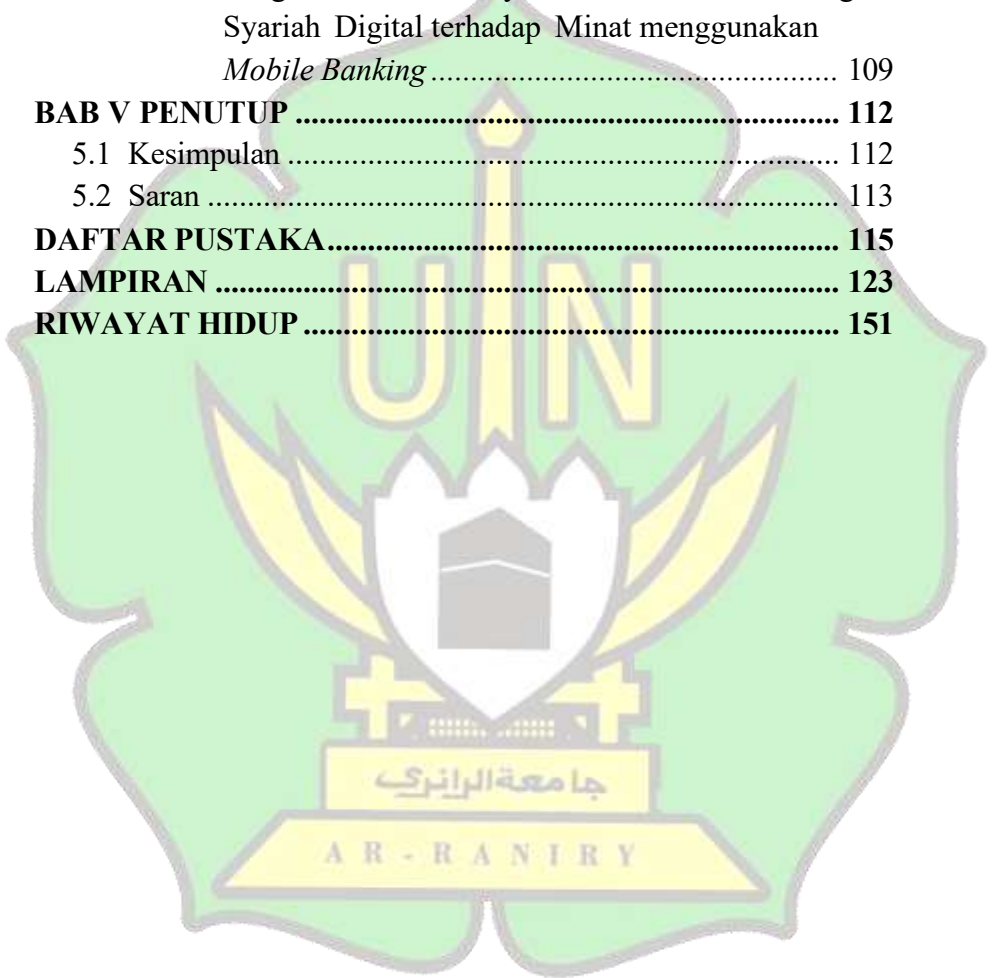 Syariah Digital terhadap Minat menggunakan
Mobile Banking .............................................. 109
BAB V PENUTUP .............................................................. 112
5.1 Kesimpulan ............................................................... 112
5.2 Saran ........................................................................ 113
DAFTAR PUSTAKA.......................................................... 115
LAMPIRAN ....................................................................... 123
RIWAYAT HIDUP ............................................................. 151
UIN
جامعة الرانري
AR-RANIRY